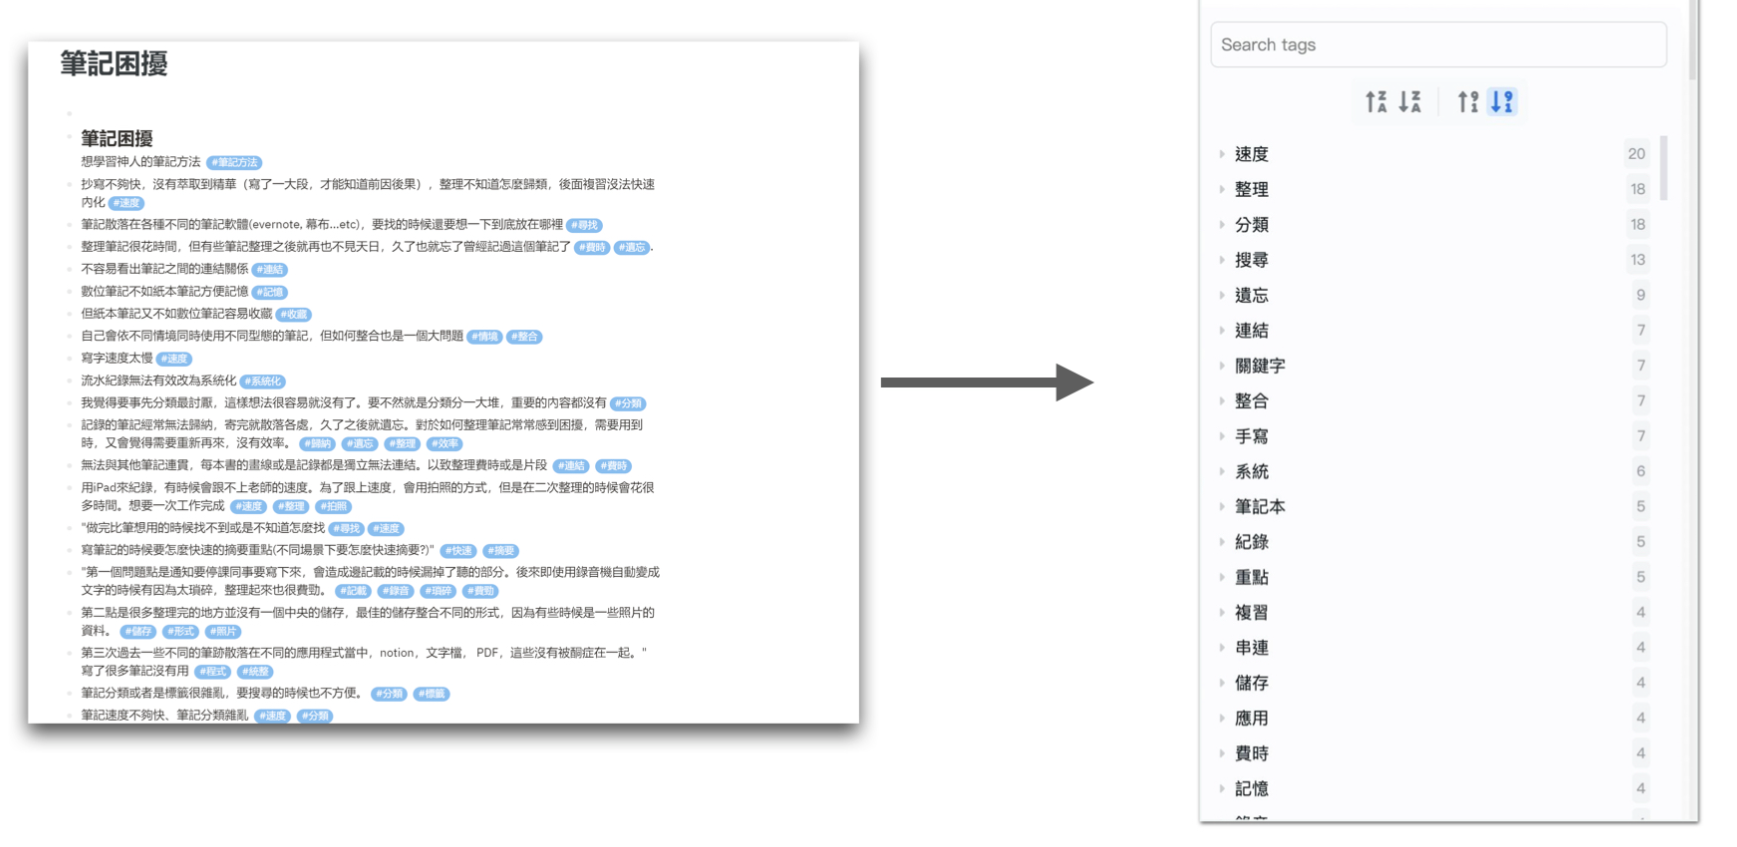 筆記困擾
筆記困擾
想學習神人的筆記方法 #筆記方法
抄寫不夠快，沒有萃取到精華（寫了一大段，才能知道前因後果），整理不知道怎麼歸類，後面複習沒法快速
內化 #速度
筆記散落在各種不同的筆記軟體(evernote, 幕布...etc)，要找的時候還要想一下到底放在哪裡 #尋找
整理筆記很花時間，但有些筆記整理之後就再也不見天日，久了也就忘了曾經記過這個筆記了 #費時 #遺忘.
不容易看出筆記之間的連結關係 #連結
數位筆記不如紙本筆記方便記憶 #記憶
但紙本筆記又不如數位筆記容易收藏 #收藏
自己會依不同情境同時使用不同型態的筆記，但如何整合也是一個大問題 #情境 #整合
寫字速度太慢 #速度
流水紀錄無法有效改為系統化 #系統化
我覺得要事先分類最討厭，這樣想法很容易就沒有了。要不然就是分類分一大堆，重要的內容都沒有 #分類
記錄的筆記經常無法歸納，寄完就散落各處，久了之後就遺忘。對於如何整理筆記常常感到困擾，需要用到
時，又會覺得需要重新再來，沒有效率。 #歸納 #遺忘 #整理 #效率
無法與其他筆記連貫，每本書的畫線或是記錄都是獨立無法連結。以致整理費時或是片段 #連結 #費時
用iPad來紀錄，有時候會跟不上老師的速度。為了跟上速度，會用拍照的方式，但是在二次整理的時候會花很
多時間。想要一次工作完成 #速度 #整理 #拍照
"做完比筆想用的時候找不到或是不知道怎麼找 #尋找 #速度
寫筆記的時候要怎麼快速的摘要重點(不同場景下要怎麼快速摘要?)" #快速 #摘要
"第一個問題點是通知要停課同事要寫下來，會造成邊記載的時候漏掉了聽的部分。後來即使用錄音機自動變成
文字的時候有因為太瑣碎，整理起來也很費勁。 #記載 #錄音 #瑣碎 #費勁
第二點是很多整理完的地方並沒有一個中央的儲存，最佳的儲存整合不同的形式，因為有些時候是一些照片的
資料。 #儲存 #形式 #照片
第三次過去一些不同的筆跡散落在不同的應用程式當中，notion，文字檔， PDF，這些沒有被酮症在一起。"
寫了很多筆記沒有用 #程式 #統整
筆記分類或者是標籤很雜亂，要搜尋的時候也不方便。 #分類 #標籤
筆記速度不夠快、筆記分類雜亂 #速度 #分類
Search tags
速度 20
整理 18
分類 18
搜尋 13
遺忘 9
連結 7
關鍵字 7
整合 7
手寫 7
系統 6
筆記本 5
紀錄 5
重點 5
複習 4
串連 4
儲存 4
應用 4
費時 4
記憶 4